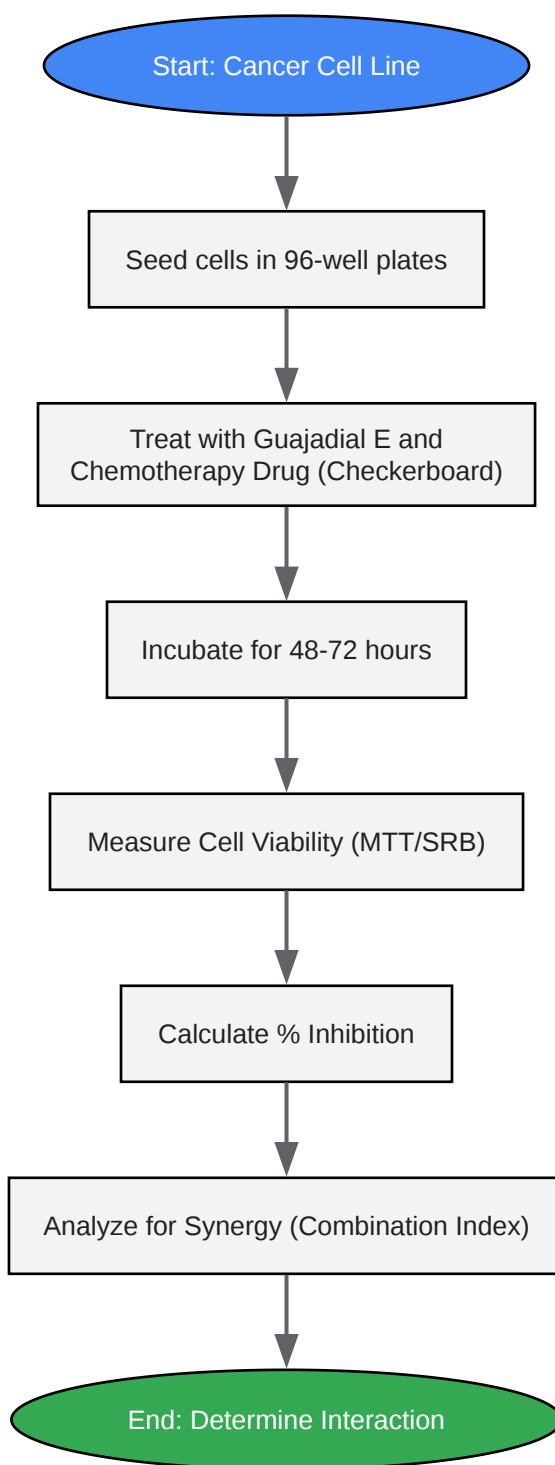 Start: Cancer Cell Line
Seed cells in 96-well plates
Treat with Guajadial E and
Chemotherapy Drug (Checkerboard)
Incubate for 48-72 hours
Measure Cell Viability (MTT/SRB)
Calculate % Inhibition
Analyze for Synergy (Combination Index)
End: Determine Interaction